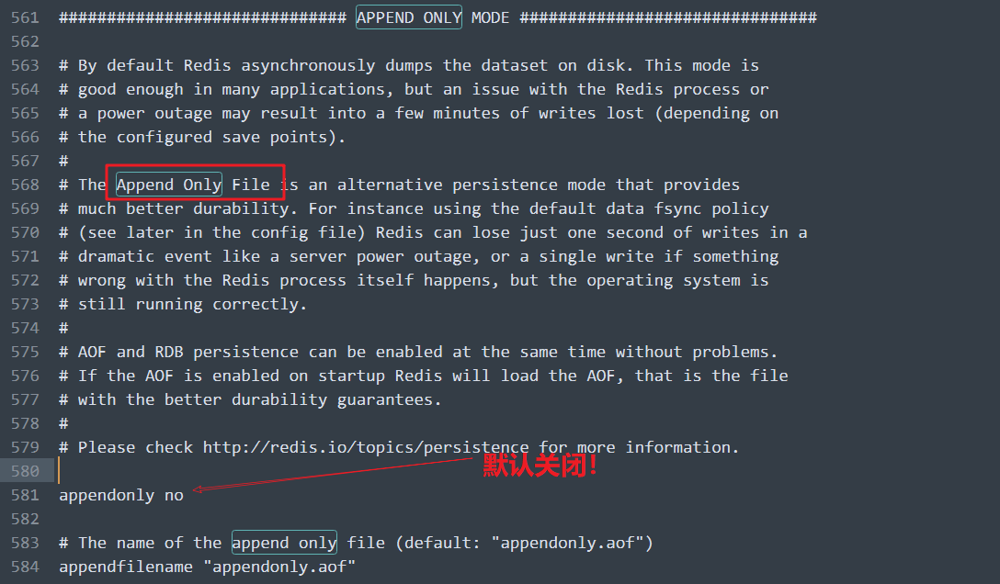 561 ############################## APPEND ONLY MODE ###############################
562
563 # By default Redis asynchronously dumps the dataset on disk. This mode is
564 # good enough in many applications, but an issue with the Redis process or
565 # a power outage may result into a few minutes of writes lost (depending on
566 # the configured save points).
567 #
568 # The Append Only File is an alternative persistence mode that provides
569 # much better durability. For instance using the default data fsync policy
570 # (see later in the config file) Redis can lose just one second of writes in a
571 # dramatic event like a server power outage, or a single write if something
572 # wrong with the Redis process itself happens, but the operating system is
573 # still running correctly.
574 #
575 # AOF and RDB persistence can be enabled at the same time without problems.
576 # If the AOF is enabled on startup Redis will load the AOF, that is the file
577 # with the better durability guarantees.
578 #
579 # Please check http://redis.io/topics/persistence for more information.
默认关闭！
580
581 appendonly no
582
583 # The name of the append only file (default: "appendonly.aof")
584 appendfilename "appendonly.aof"